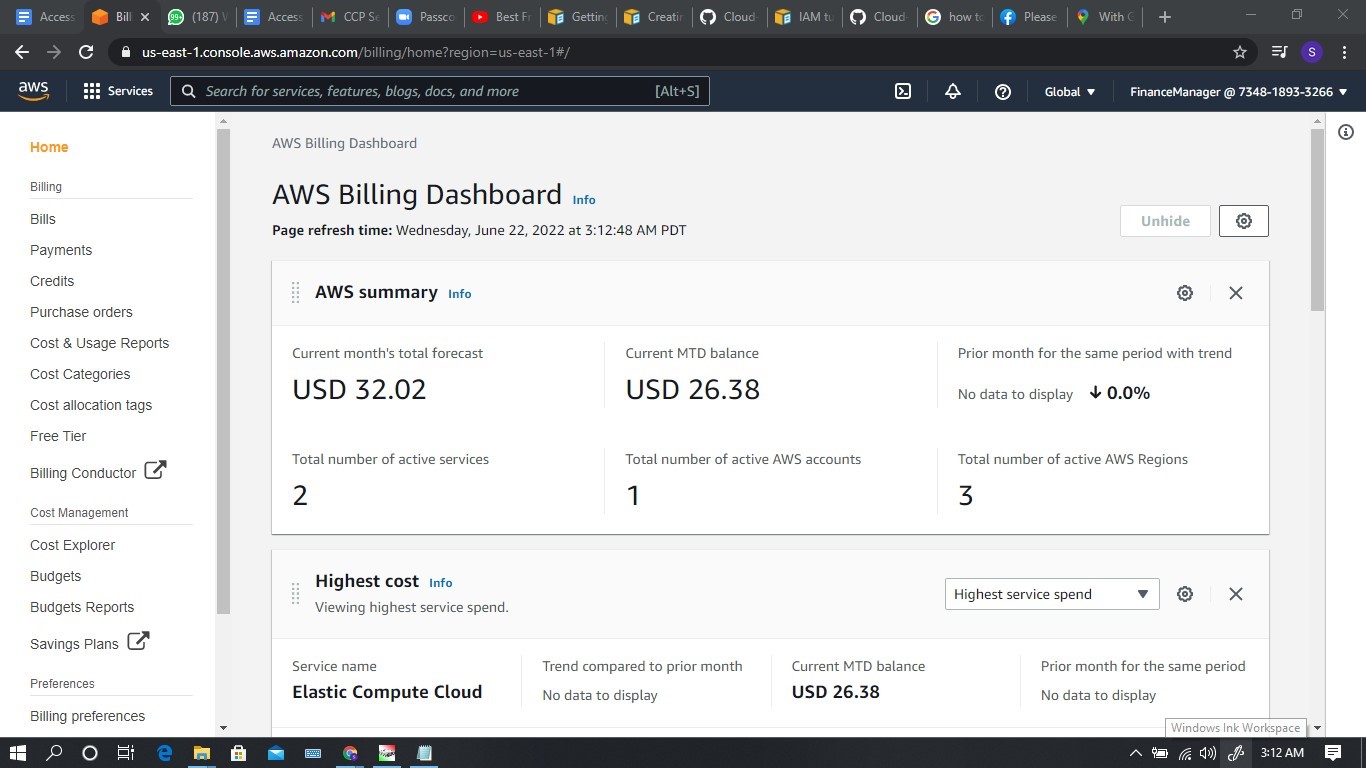 Access
Bil
(187) W
Access
CCP Se
Passco
Best Fr
Getting
Creatin
Cloud-
IAM tu
Cloud-
how to
Please
With G
us-east-1.console.aws.amazon.com/billing/home?region=us-east-1#/
S
aws
Services
Search for services, features, blogs, docs, and more
[Alt+S]
Global
FinanceManager @ 7348-1893-3266
Home
Billing
Bills
Payments
Credits
Purchase orders
Cost & Usage Reports
Cost Categories
Cost allocation tags
Free Tier
Billing Conductor
Cost Management
Cost Explorer
Budgets
Budgets Reports
Savings Plans
Preferences
Billing preferences
AWS Billing Dashboard
AWS Billing Dashboard Info
Page refresh time: Wednesday, June 22, 2022 at 3:12:48 AM PDT
Unhide
AWS summary Info
Current month's total forecast
USD 32.02
Current MTD balance
USD 26.38
Prior month for the same period with trend
No data to display 0.0%
Total number of active services
2
Total number of active AWS accounts
1
Total number of active AWS Regions
3
Highest cost Info
Viewing highest service spend.
Highest service spend
Service name
Elastic Compute Cloud
Trend compared to prior month
No data to display
Current MTD balance
USD 26.38
Prior month for the same period
No data to display
Windows Ink Workspace
3:12 AM